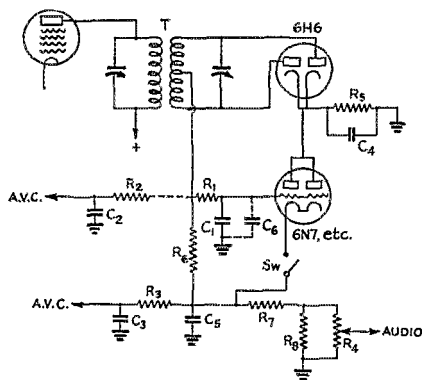 T
6H6
R5
C4
+
A.V.C.
R2
R1
C2
C1
C6
6N7, etc.
R6
Sw
A.V.C.
R3
R7
C3
C5
R8
R4
AUDIO